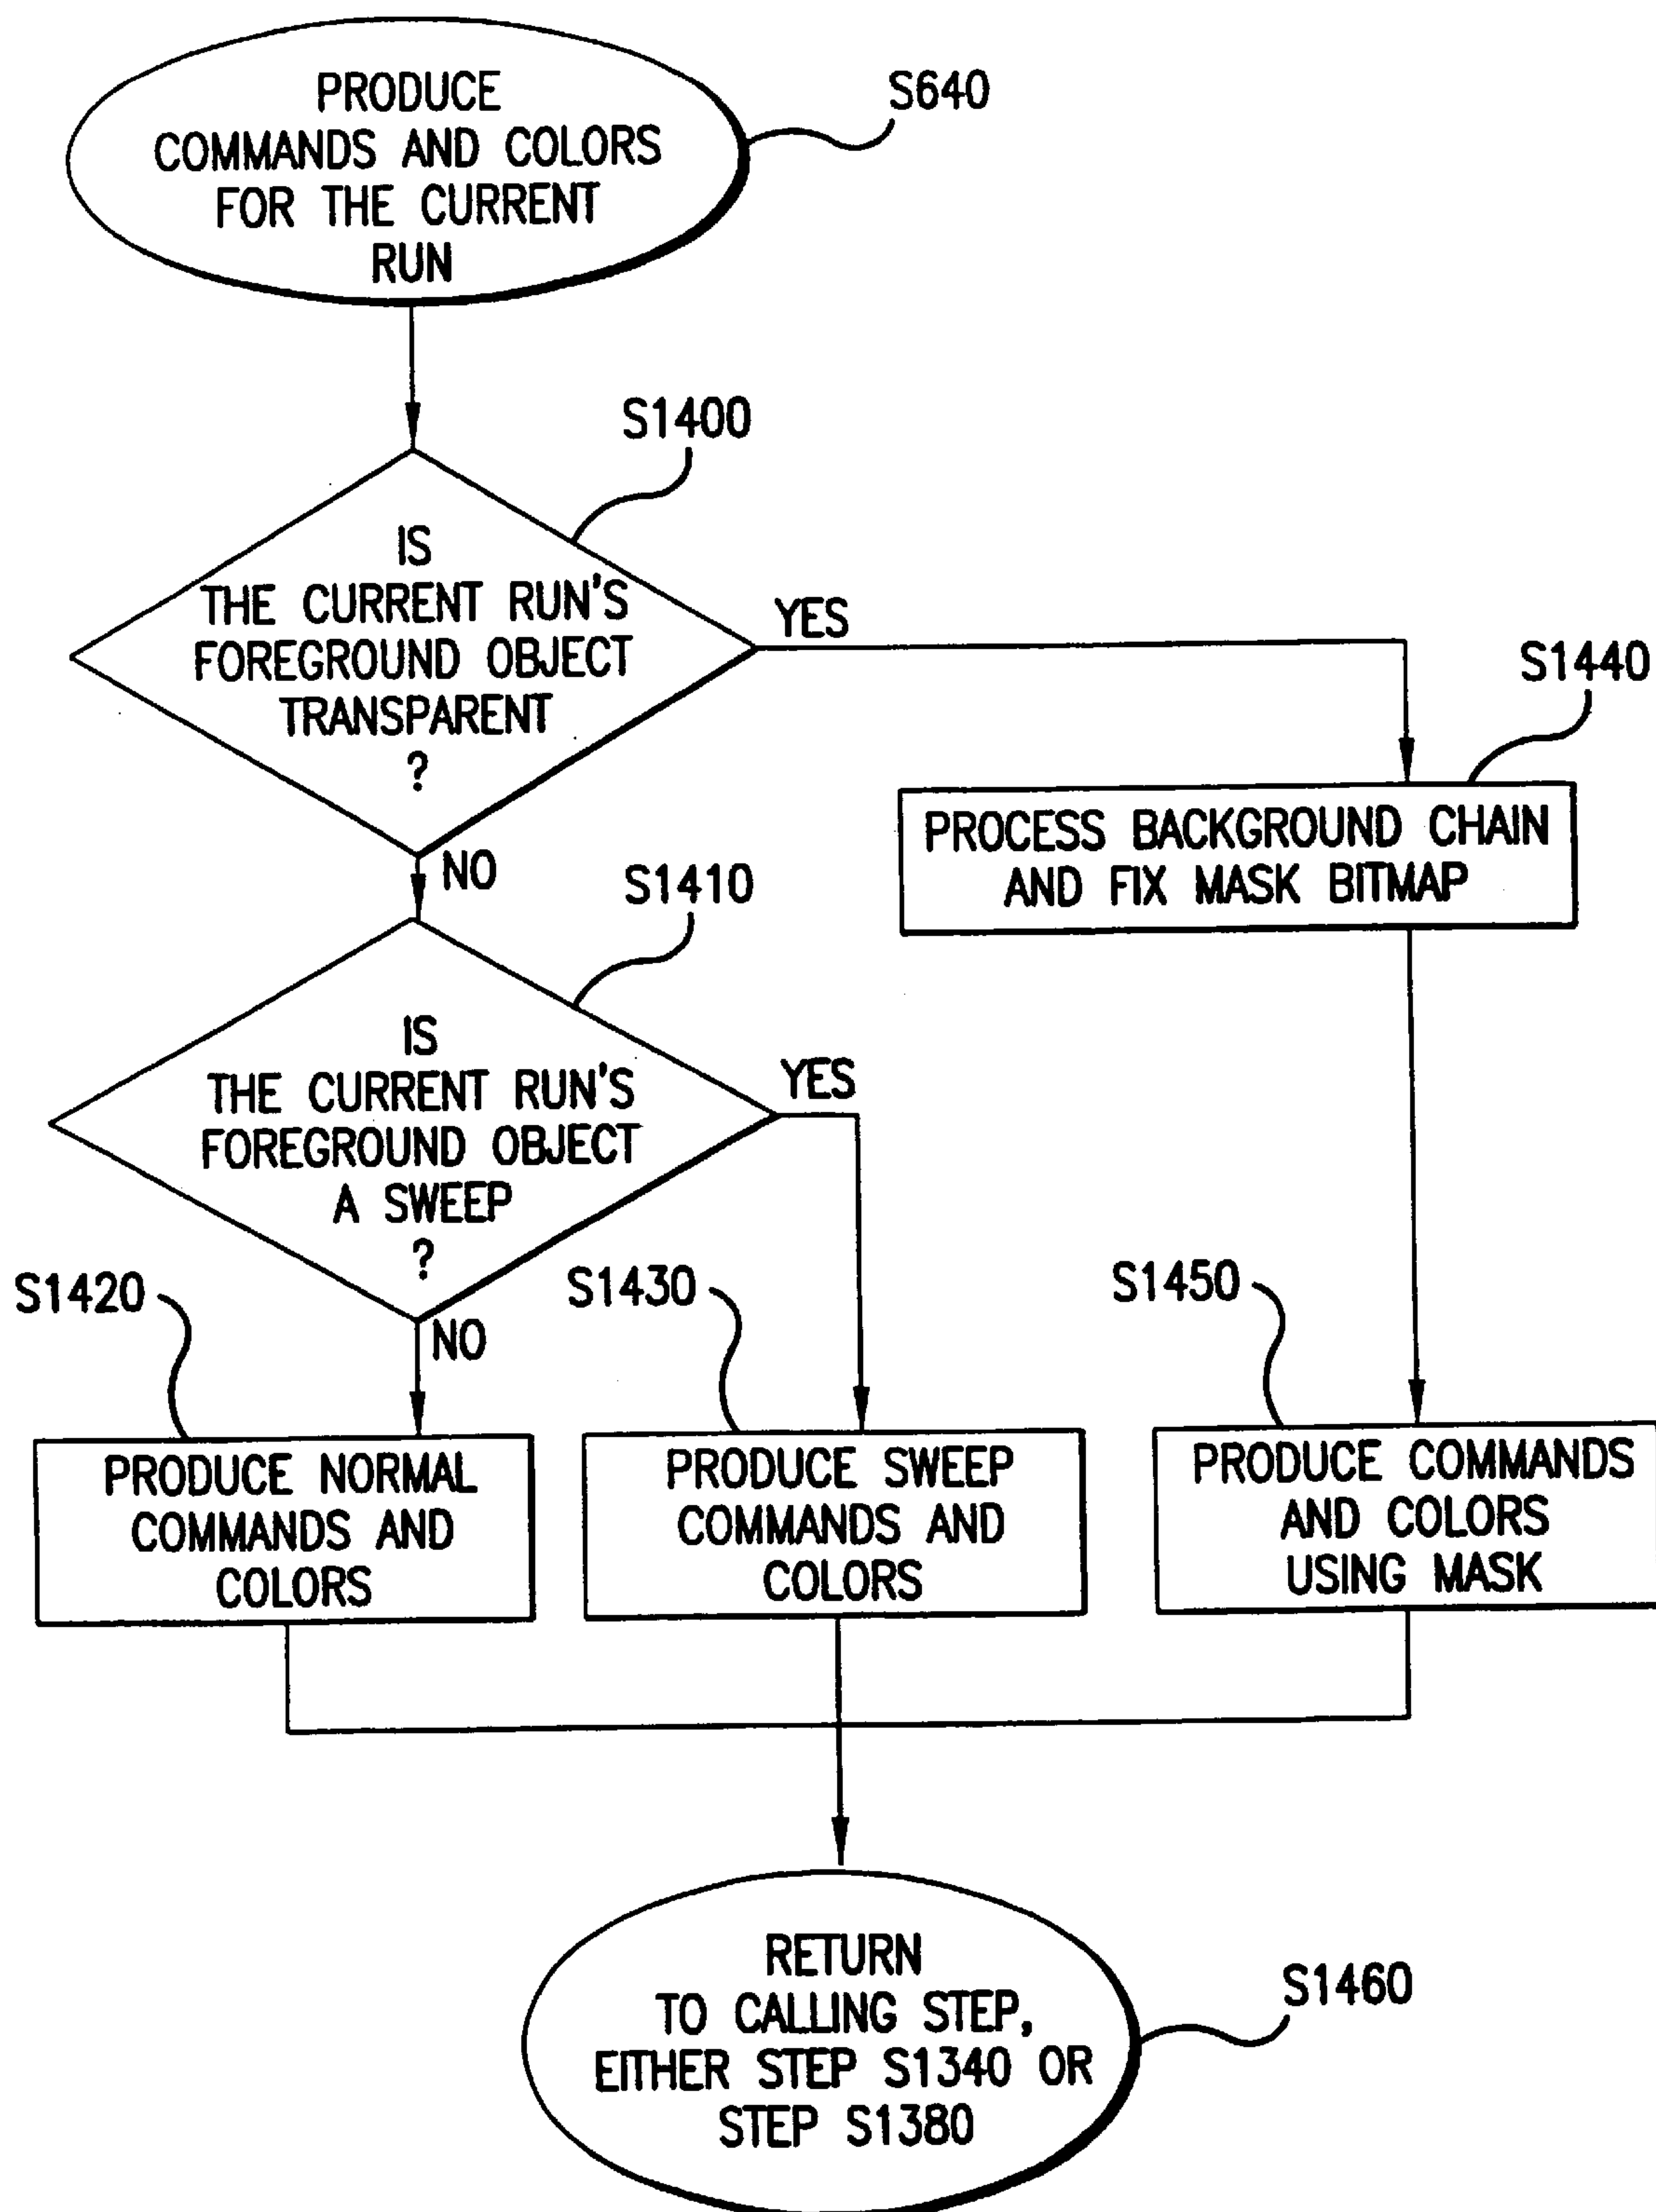 PRODUCE
COMMANDS AND COLORS
FOR THE CURRENT
RUN
S640
S1400
IS
THE CURRENT RUN'S
FOREGROUND OBJECT
TRANSPARENT
?
YES
NO
S1440
PROCESS BACKGROUND CHAIN
AND FIX MASK BITMAP
S1410
IS
THE CURRENT RUN'S
FOREGROUND OBJECT
A SWEEP
?
YES
NO
S1420
PRODUCE NORMAL
COMMANDS AND
COLORS
S1430
PRODUCE SWEEP
COMMANDS AND
COLORS
S1450
PRODUCE COMMANDS
AND COLORS
USING MASK
RETURN
TO CALLING STEP,
EITHER STEP S1340 OR
STEP S1380
S1460